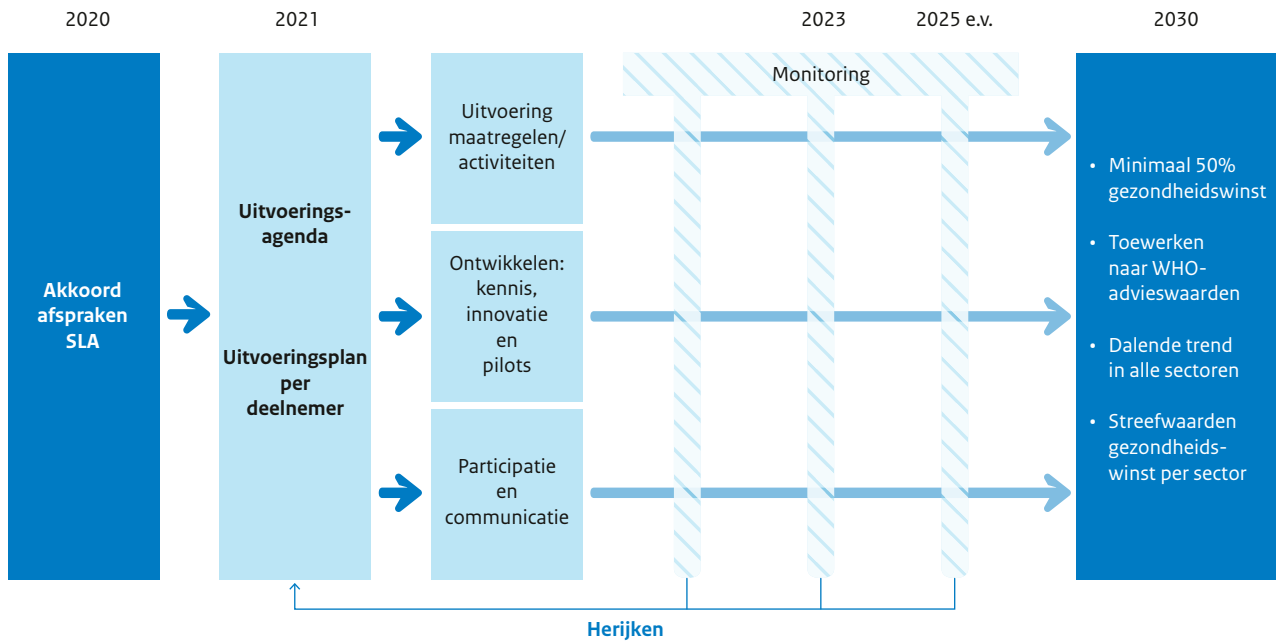 2020
2021
2023
2025 e.v.
2030
Akkoord
afspraken
SLA
Uitvoerings-
agenda
Uitvoeringsplan
per
deelnemer
Uitvoering
maatregelen/
activiteiten
Ontwikkelen:
kennis,
innovatie
en
pilots
Participatie
en
communicatie
Monitoring
• Minimaal 50%
gezondheidswinst
• Toewerken
naar WHO-
advieswaarden
• Dalende trend
in alle sectoren
• Streefwaarden
gezondheids-
winst per sector
Herijken